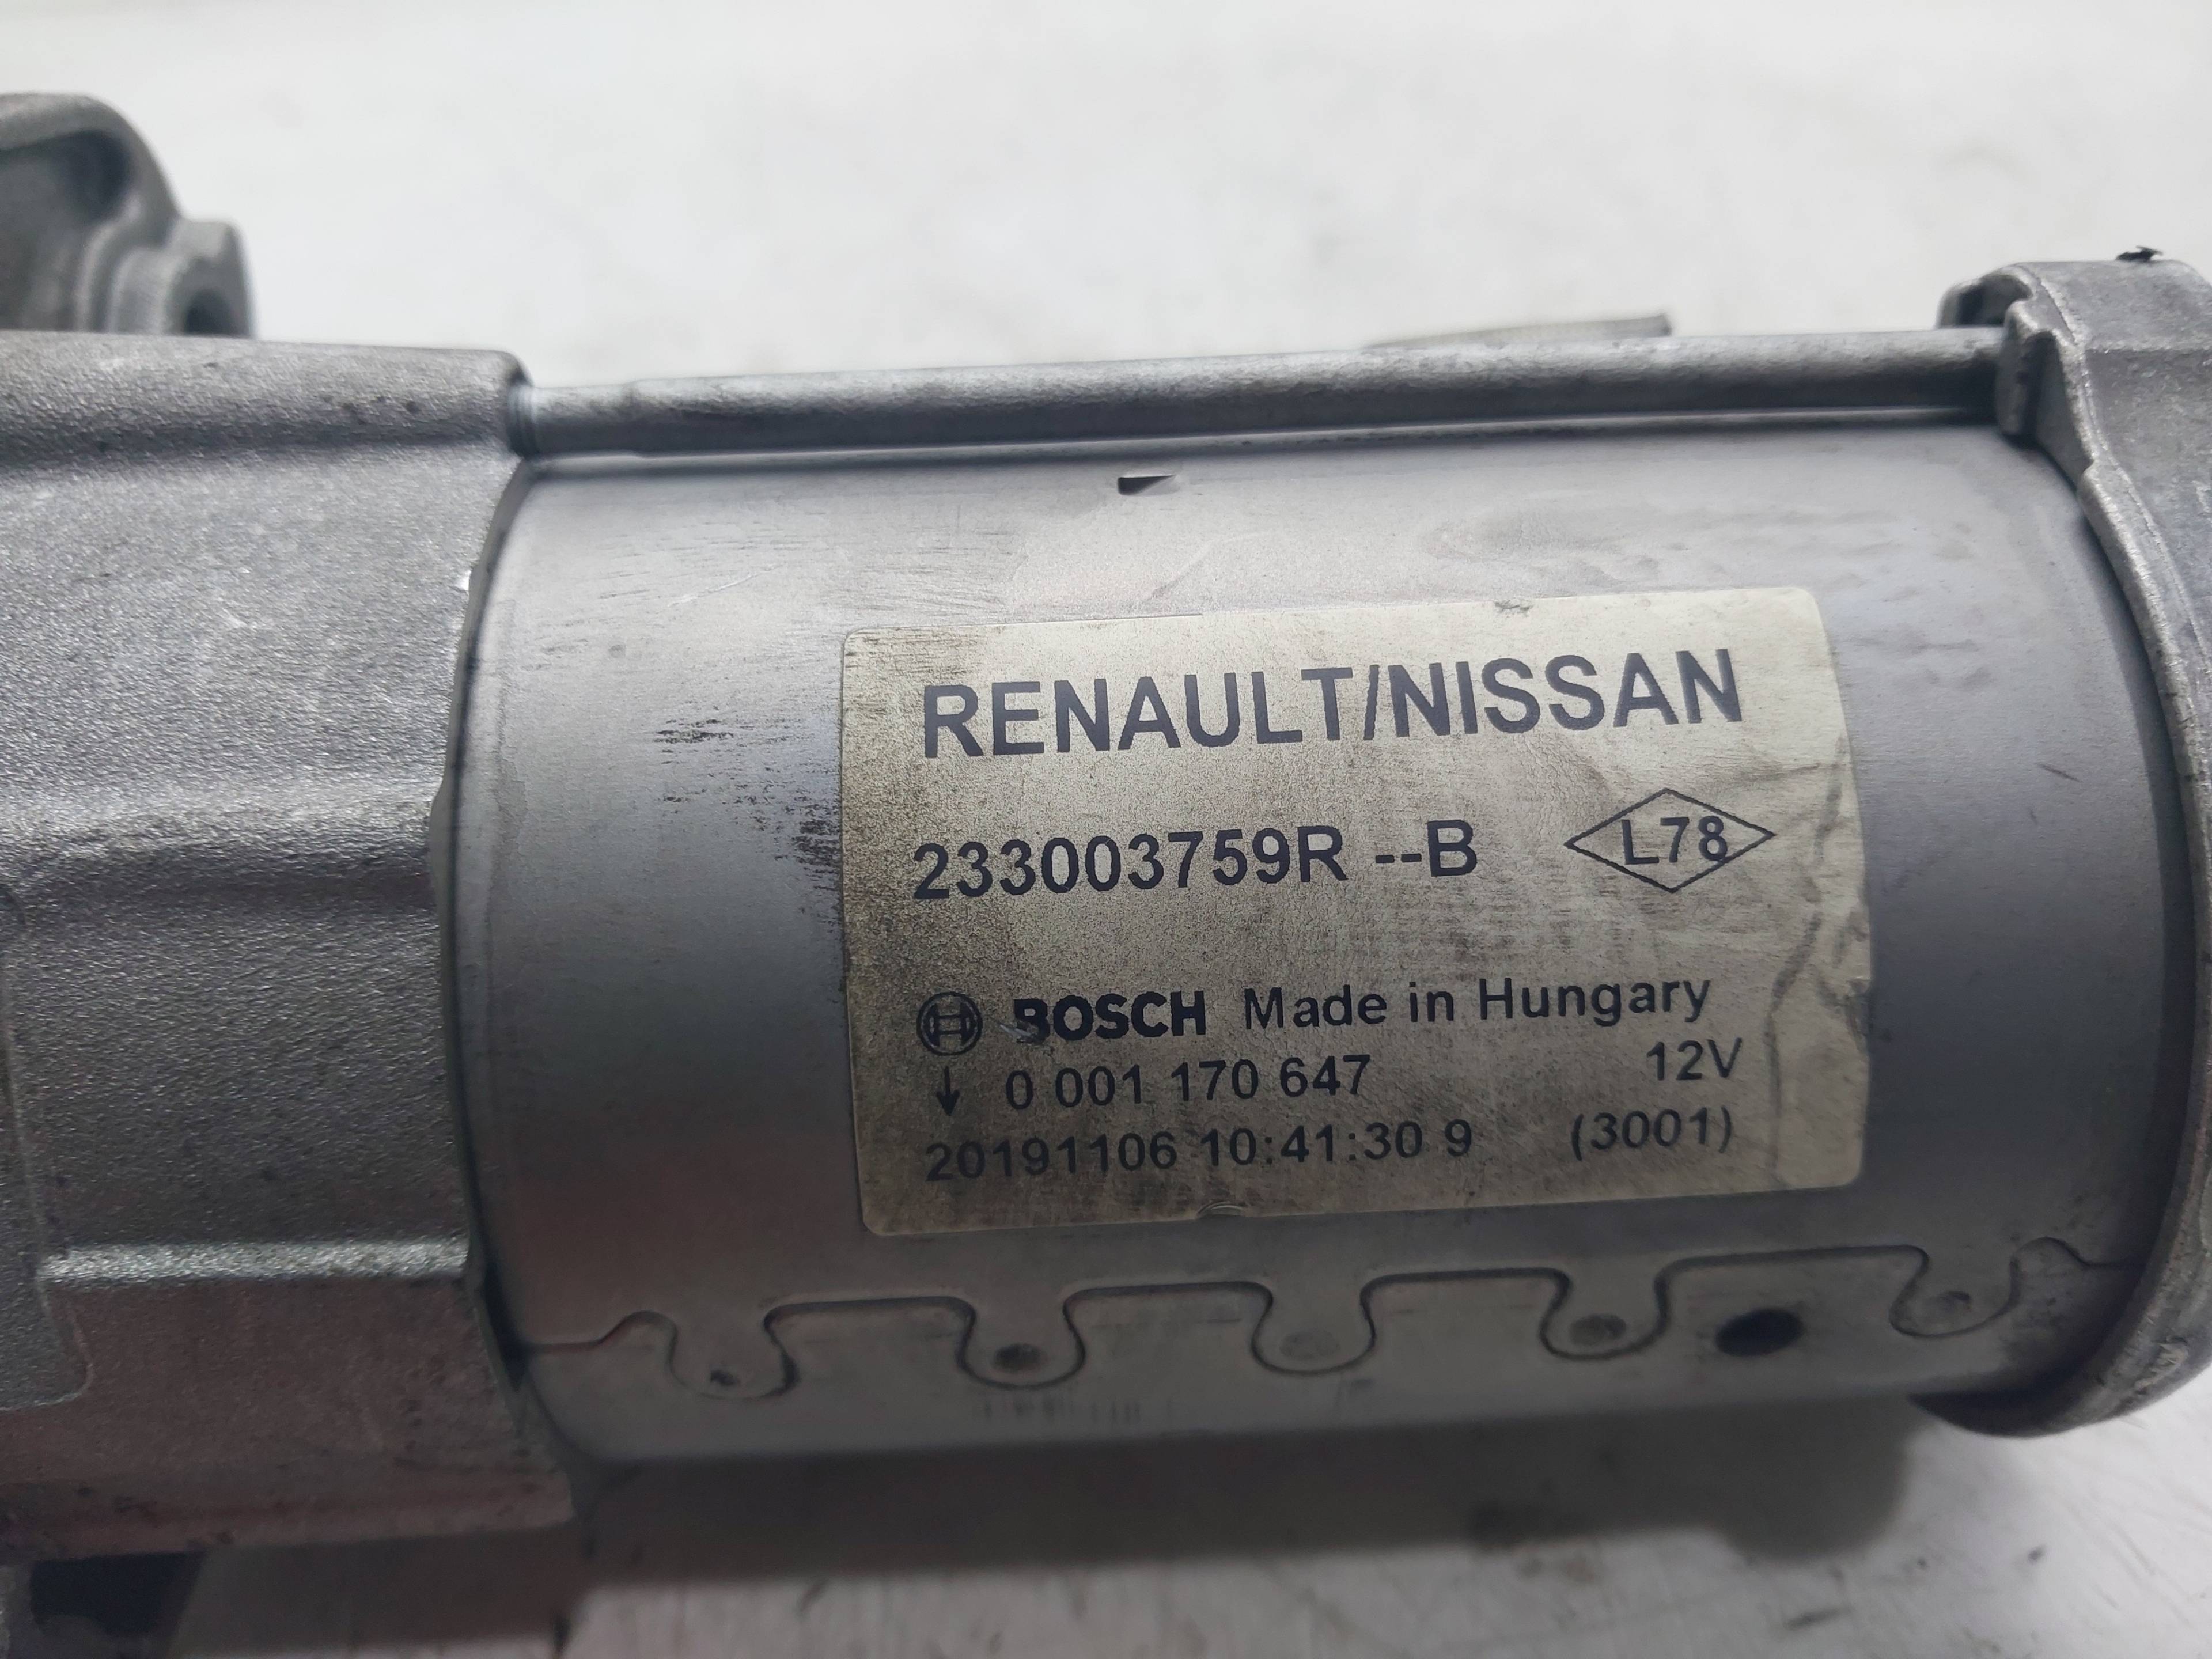 RENAULT/NISSAN
233003759R --B L78
BOSCH Made in Hungary
0 001 170 647 12V
20191106 10:41:30 9 (3001)